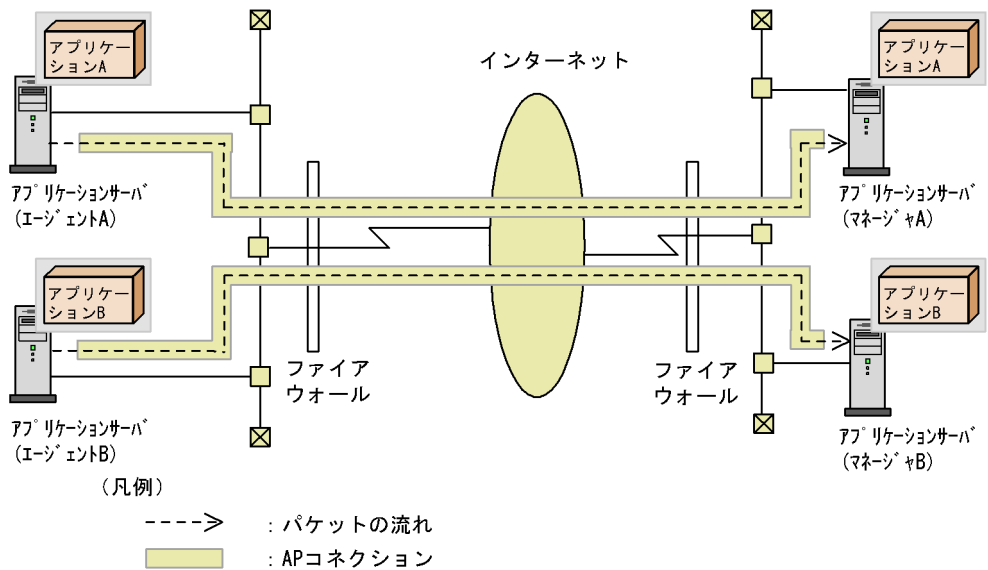 アプリケー
ションA
アプリケー
ションA
インターネット
ｱﾌﾟﾘｹｰｼｮﾝｻｰﾊﾞ
(ｴｰｼﾞｪﾝﾄA)
ｱﾌﾟﾘｹｰｼｮﾝｻｰﾊﾞ
(ﾏﾈｰｼﾞｬA)
アプリケー
ションB
アプリケー
ションB
ファイア
ウォール
ファイア
ウォール
ｱﾌﾟﾘｹｰｼｮﾝｻｰﾊﾞ
(ｴｰｼﾞｪﾝﾄB)
ｱﾌﾟﾘｹｰｼｮﾝｻｰﾊﾞ
(ﾏﾈｰｼﾞｬB)
(凡例)
：パケットの流れ
：APコネクション